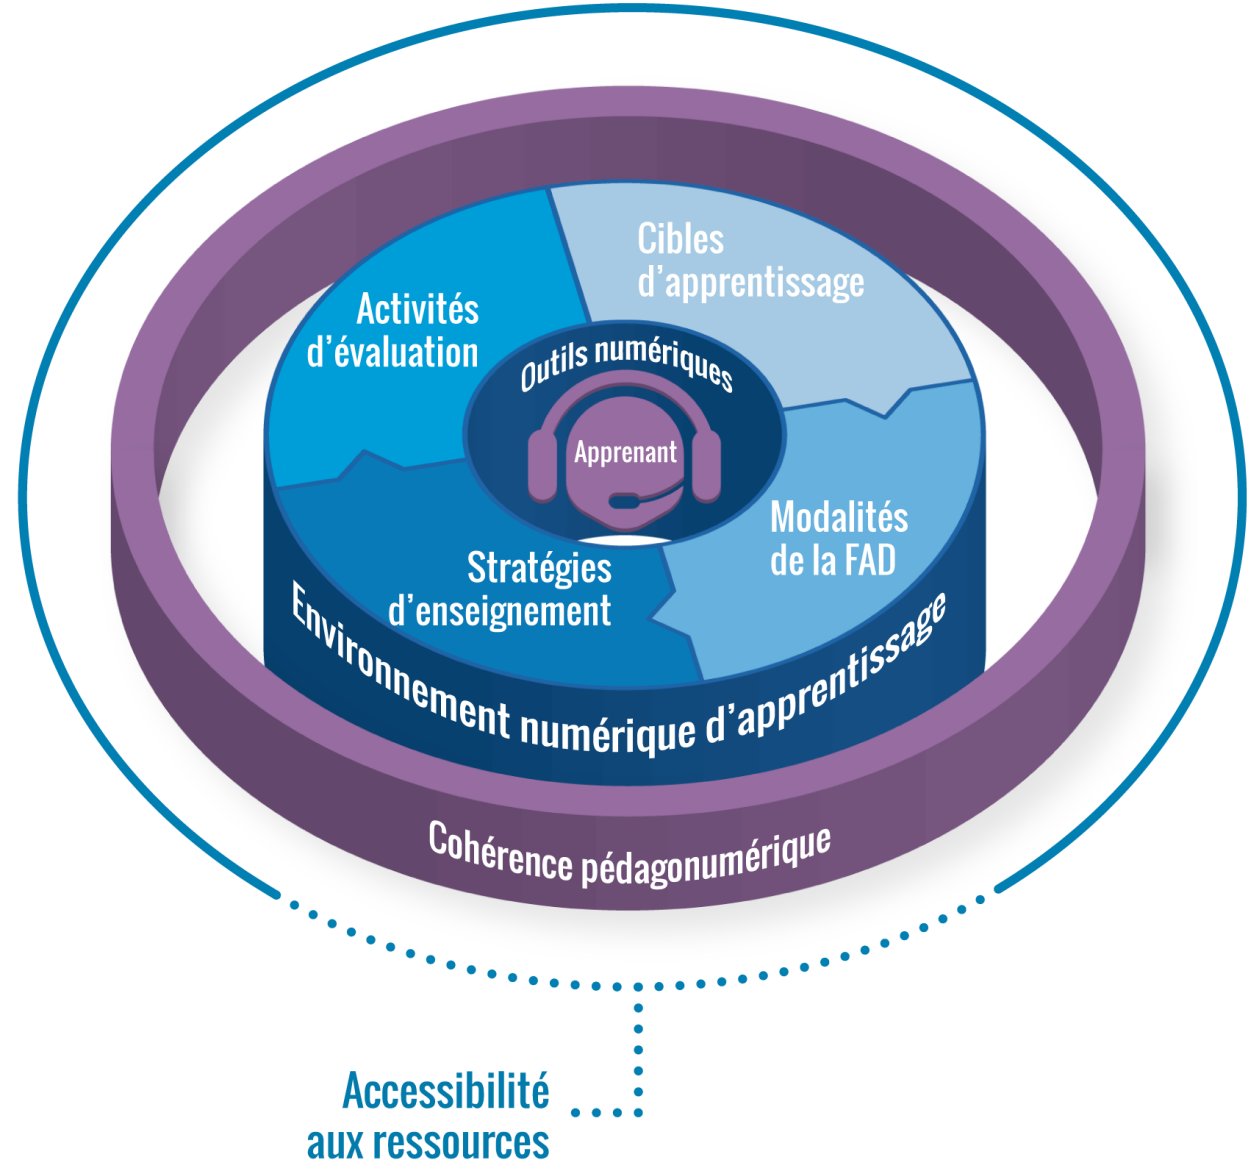 Cibles
d'apprentissage
Activités
d'évaluation
Outils numériques
Apprenant
Modalités
de la FAD
Stratégies
d'enseignement
Environnement numérique d'apprentissage
Cohérence pédagonumérique
Accessibilité
aux ressources